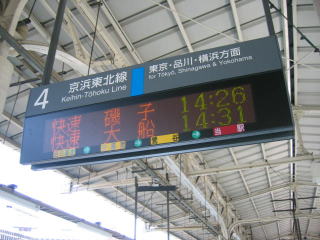 4 京浜東北線
Keihin-Tōhoku Line
東京・品川・横浜方面
for Tōkyō, Shinagawa & Yokohama
快速 磯子 14:26
快速 大船 14:31
当駅